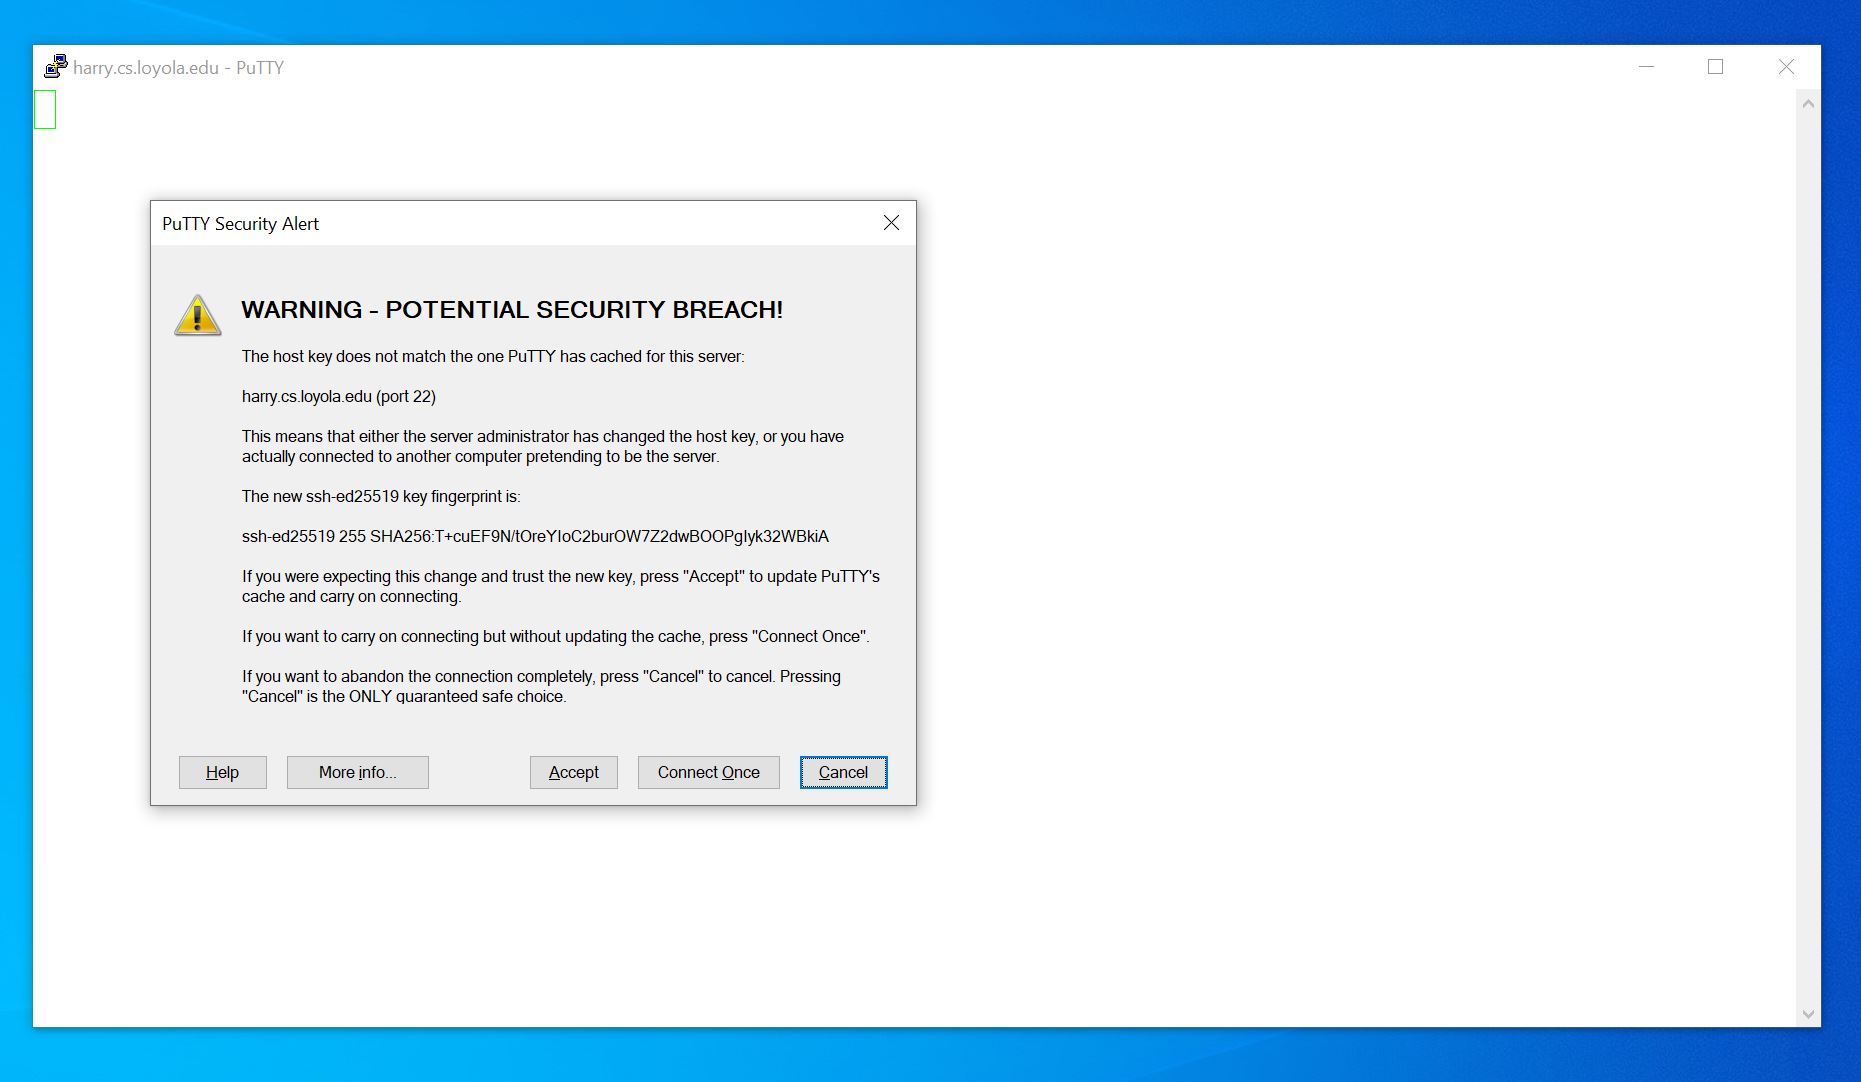 harry.cs.loyola.edu - PuTTY
PuTTY Security Alert
WARNING - POTENTIAL SECURITY BREACH!
The host key does not match the one PuTTY has cached for this server:
harry.cs.loyola.edu (port 22)
This means that either the server administrator has changed the host key, or you have
actually connected to another computer pretending to be the server.
The new ssh-ed25519 key fingerprint is:
ssh-ed25519 255 SHA256:T+cuEF9N/tOreYIoC2burOW7Z2dwBOOPgIyk32WBkiA
If you were expecting this change and trust the new key, press "Accept" to update PuTTY's
cache and carry on connecting.
If you want to carry on connecting but without updating the cache, press "Connect Once".
If you want to abandon the connection completely, press "Cancel" to cancel. Pressing
"Cancel" is the ONLY guaranteed safe choice.
Help More info... Accept Connect Once Cancel